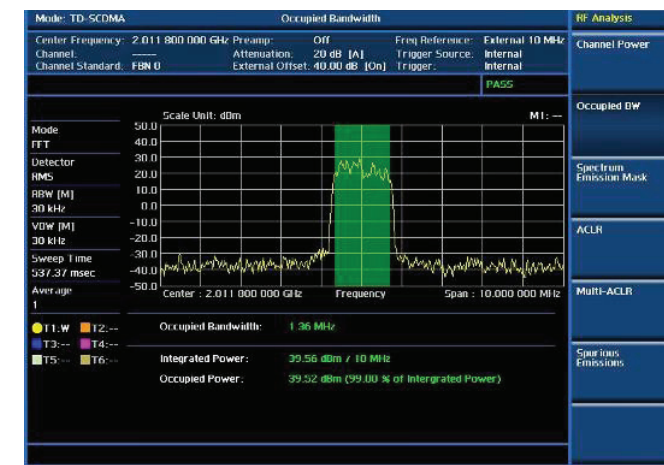 Mode: TD-SCDMA Occupied Bandwidth RF Analysis
Center Frequency: 2.011 800 000 GHz Preamp: Off Freq Reference: External 10 MHz
Channel: ----- Attenuation: 20 dB [A] Trigger Source: Internal
Channel Standard: FBN 0 External Offset: 40.00 dB [On] Trigger: Internal
PASS
Channel Power
Occupied BW
Spectrum
Emission Mask
ACLR
Multi-ACLR
Spurious
Emissions
Scale Unit: dBm M1: --
Mode
FFT
Detector
RMS
RBW [M]
30 kHz
VBW [M]
30 kHz
Sweep Time
537.37 msec
Average
1
50.0
40.0
30.0
20.0
10.0
0.0
-10.0
-20.0
-30.0
-40.0
-50.0
Center : 2.011 000 000 GHz Frequency Span : 10.000 000 MHz
T1:W T2:--
T3:-- T4:--
T5:-- T6:--
Occupied Bandwidth: 1.36 MHz
Integrated Power: 39.56 dBm / 10 MHz
Occupied Power: 39.52 dBm (99.00 % of Intergrated Power)